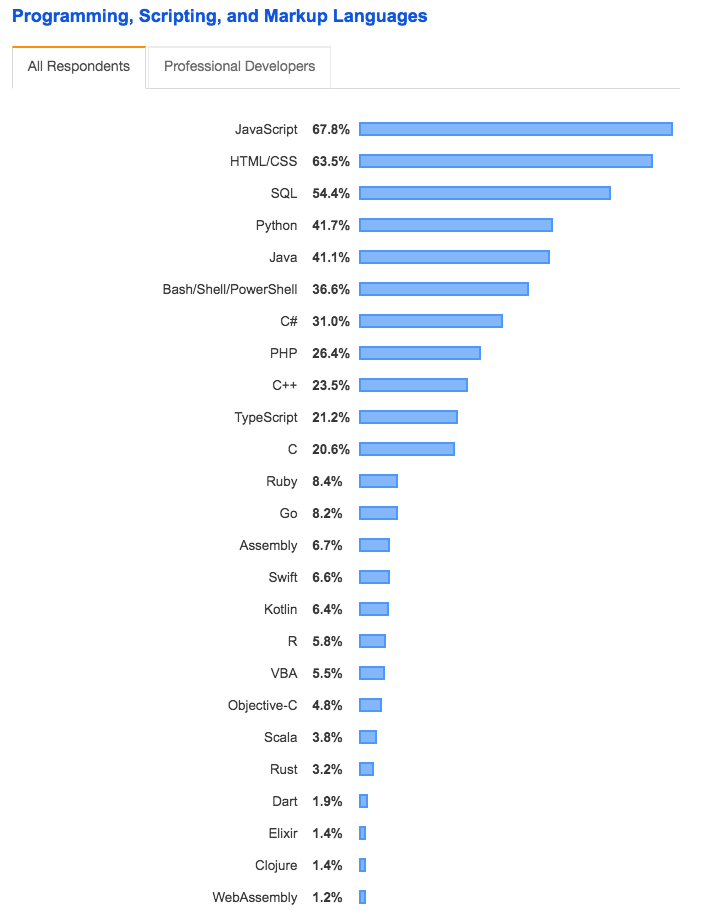 Programming, Scripting, and Markup Languages
All Respondents Professional Developers
JavaScript 67.8%
HTML/CSS 63.5%
SQL 54.4%
Python 41.7%
Java 41.1%
Bash/Shell/PowerShell 36.6%
C# 31.0%
PHP 26.4%
C++ 23.5%
TypeScript 21.2%
C 20.6%
Ruby 8.4%
Go 8.2%
Assembly 6.7%
Swift 6.6%
Kotlin 6.4%
R 5.8%
VBA 5.5%
Objective-C 4.8%
Scala 3.8%
Rust 3.2%
Dart 1.9%
Elixir 1.4%
Clojure 1.4%
WebAssembly 1.2%